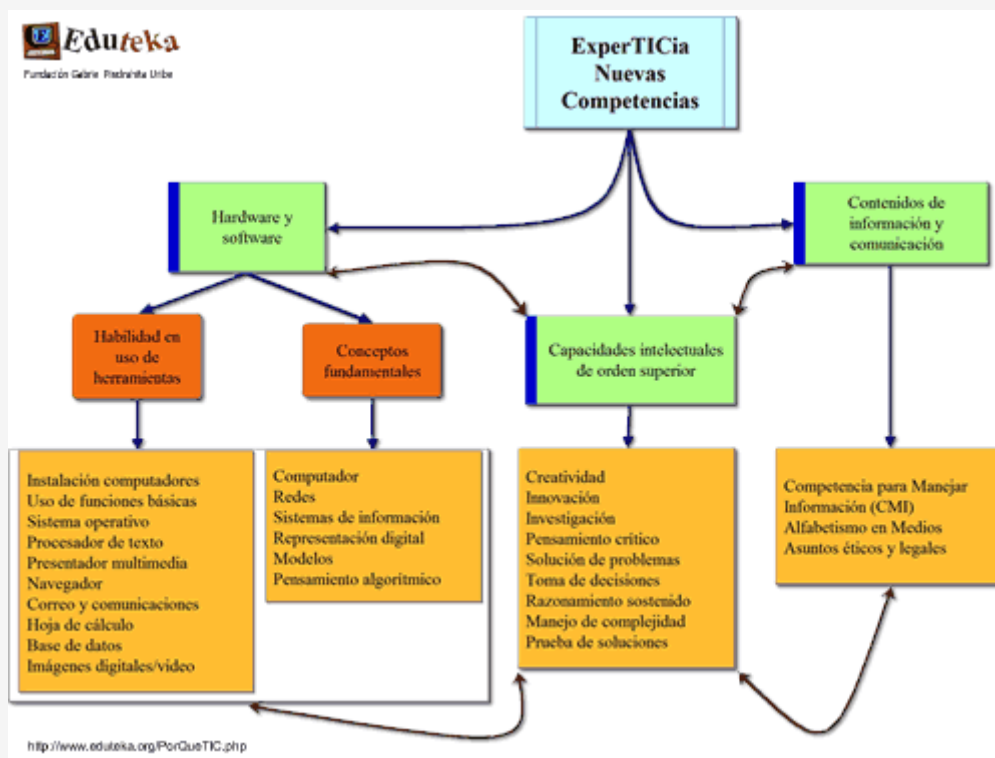 Eduteka
Fundación Gabriel Piedrahita Uribe
ExperTICia
Nuevas
Competencias
Hardware y
software
Contenidos de
información y
comunicación
Habilidad en
uso de
herramientas
Conceptos
fundamentales
Capacidades intelectuales
de orden superior
Instalación computadores
Uso de funciones básicas
Sistema operativo
Procesador de texto
Presentador multimedia
Navegador
Correo y comunicaciones
Hoja de cálculo
Base de datos
Imágenes digitales/video
Computador
Redes
Sistemas de información
Representación digital
Modelos
Pensamiento algorítmico
Creatividad
Innovación
Investigación
Pensamiento crítico
Solución de problemas
Toma de decisiones
Razonamiento sostenido
Manejo de complejidad
Prueba de soluciones
Competencia para Manejar
Información (CMI)
Alfabetismo en Medios
Asuntos éticos y legales
http://www.eduteka.org/PorQueTIC.php